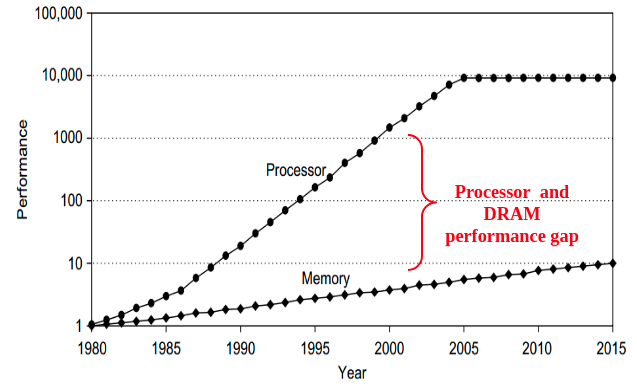 100,000
10,000
1000
100
10
1
Performance
Processor
Memory
Processor and
DRAM
performance gap
1980 1985 1990 1995 2000 2005 2010 2015
Year